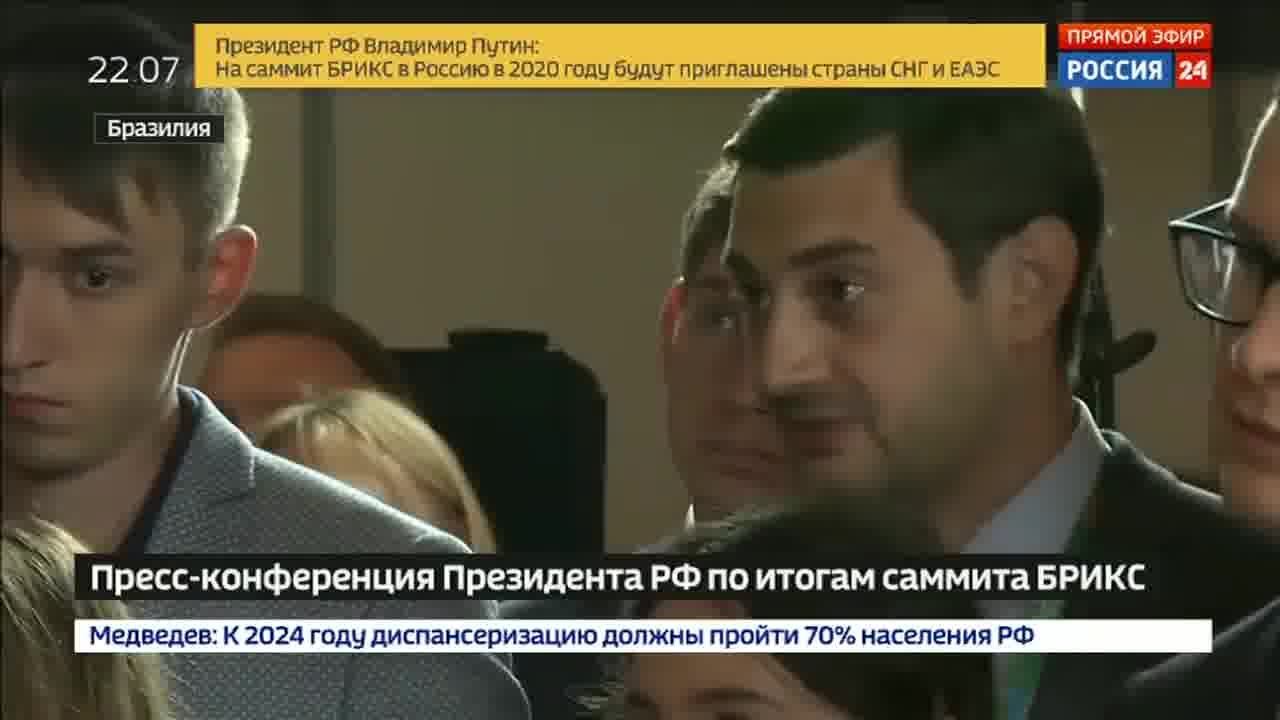 22.07
Президент РФ Владимир Путин:
На саммит БРИКС в Россию в 2020 году будут приглашены страны СНГ и ЕАЭС
ПРЯМОЙ ЭФИР
РОССИЯ 24
Бразилия
Пресс-конференция Президента РФ по итогам саммита БРИКС
Медведев: К 2024 году диспансеризацию должны пройти 70% населения РФ